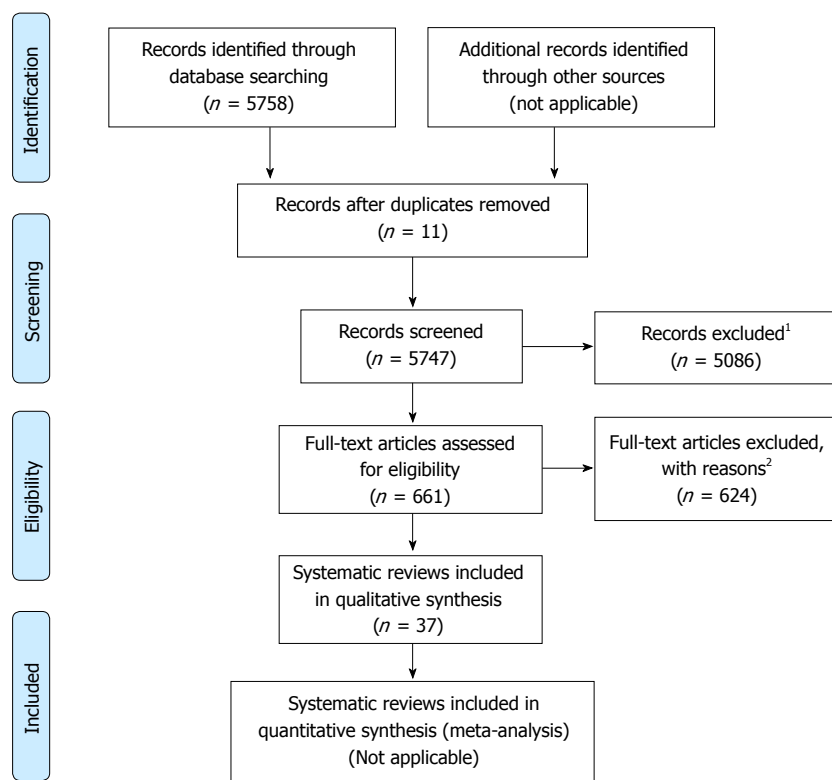 Identification
Records identified through
database searching
(n = 5758)
Additional records identified
through other sources
(not applicable)
Records after duplicates removed
(n = 11)
Screening
Records screened
(n = 5747)
Records excluded¹
(n = 5086)
Eligibility
Full-text articles assessed
for eligibility
(n = 661)
Full-text articles excluded,
with reasons²
(n = 624)
Systematic reviews included
in qualitative synthesis
(n = 37)
Included
Systematic reviews included in
quantitative synthesis (meta-analysis)
(Not applicable)